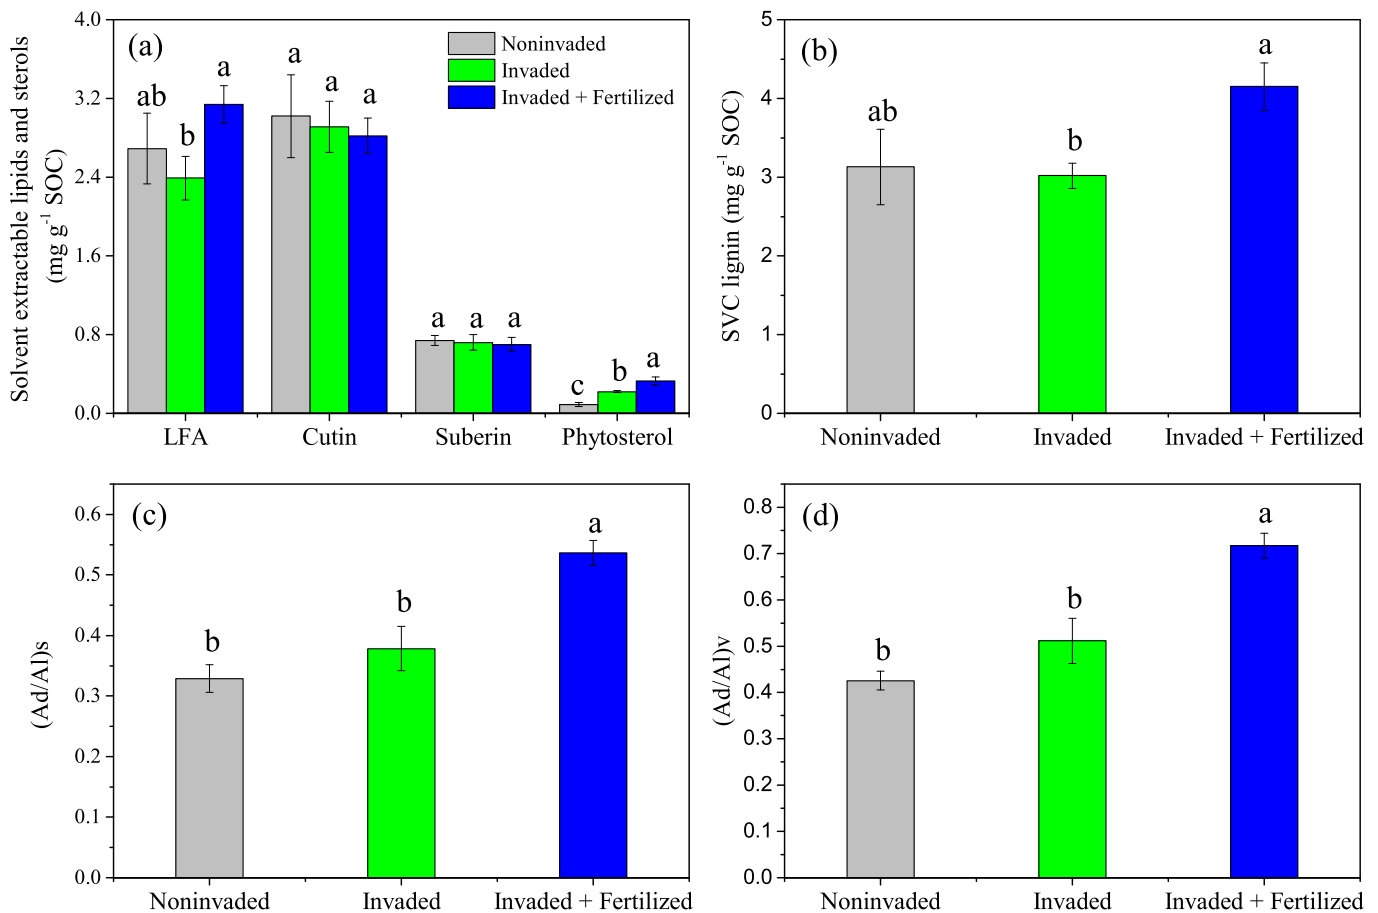 (a)
Noninvaded
Invaded
Invaded + Fertilized
Solvent extractable lipids and sterols
(mg g⁻¹ SOC)
4.0
3.2
2.4
1.6
0.8
0.0
ab b a
a a a
a a a
c b a
LFA Cutin Suberin Phytosterol
(b)
SVC lignin (mg g⁻¹ SOC)
5
4
3
2
1
0
ab b a
Noninvaded Invaded Invaded + Fertilized
(c)
(Ad/Al)s
0.6
0.5
0.4
0.3
0.2
0.1
0.0
b b a
Noninvaded Invaded Invaded + Fertilized
(d)
(Ad/Al)v
0.8
0.7
0.6
0.5
0.4
0.3
0.2
0.1
0.0
b b a
Noninvaded Invaded Invaded + Fertilized